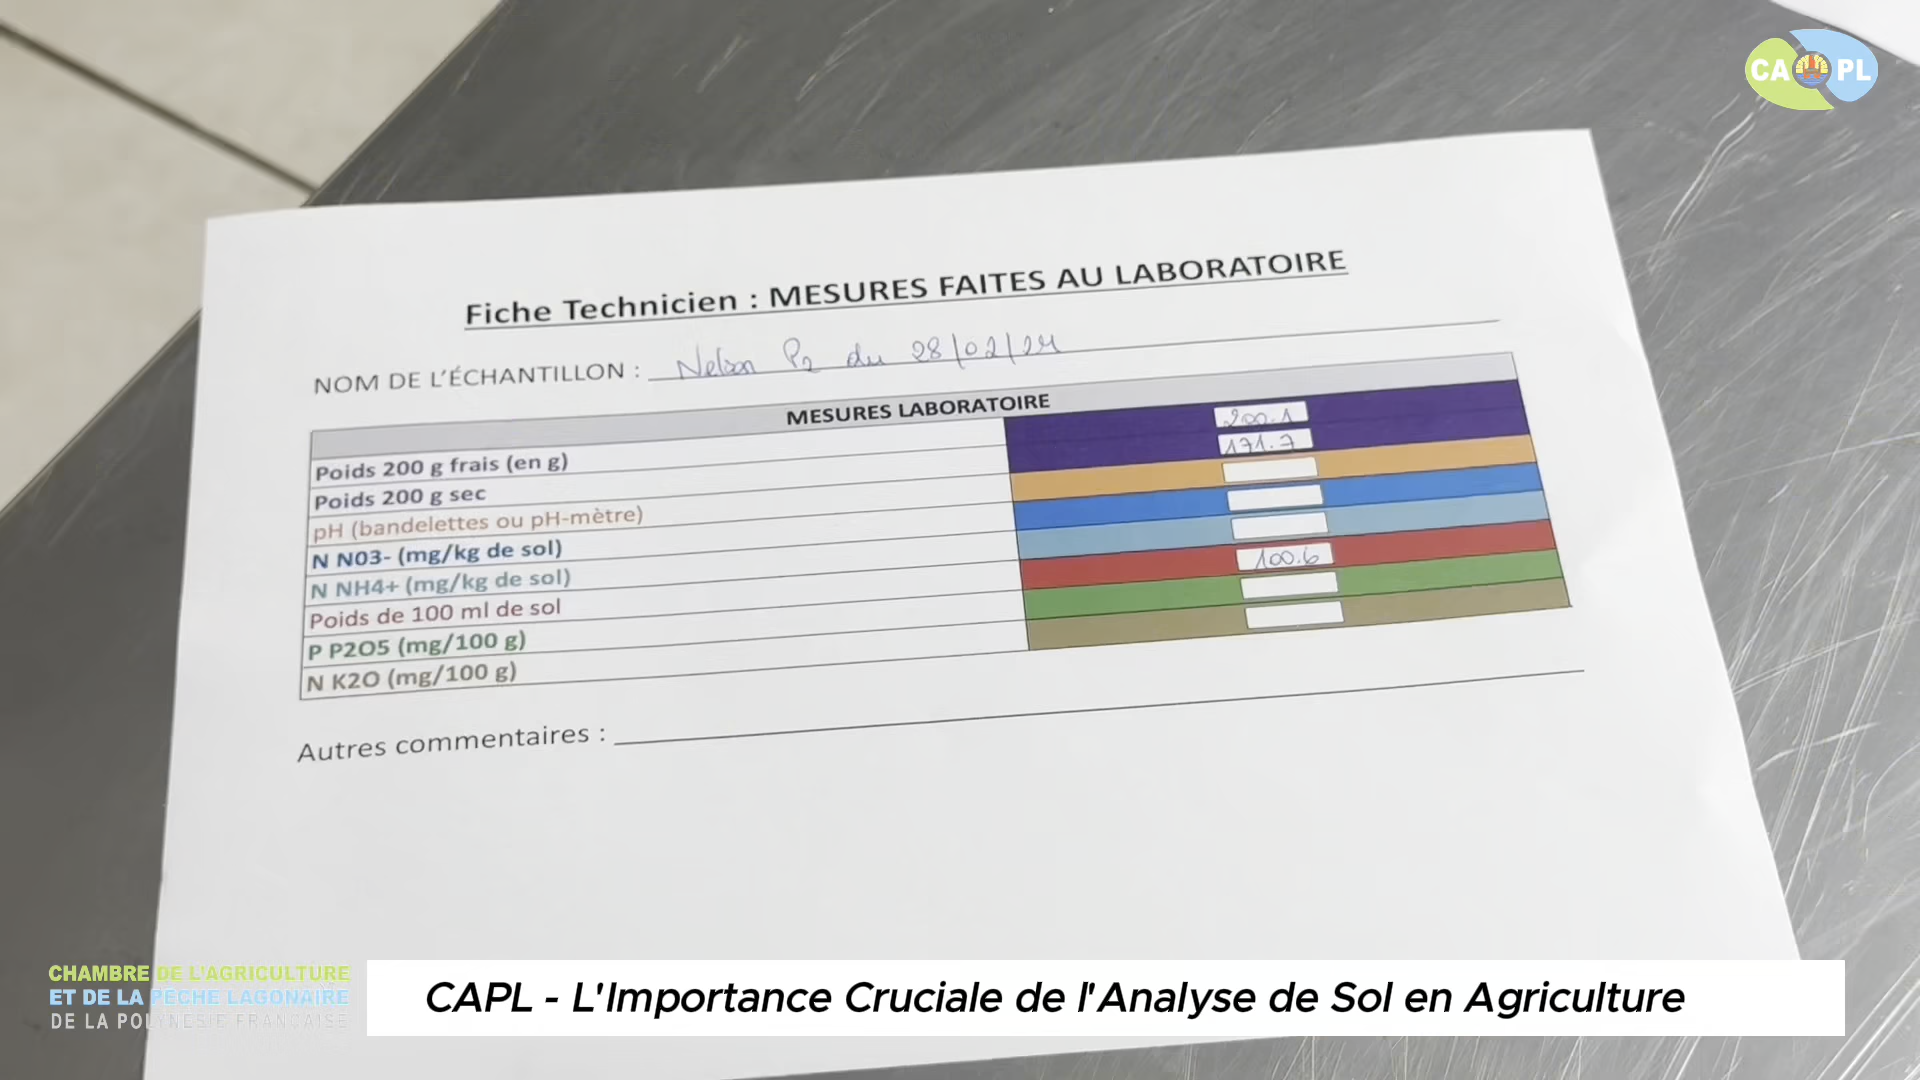 CA PL
Fiche Technicien : MESURES FAITES AU LABORATOIRE
NOM DE L'ÉCHANTILLON : Nelson P2 du 28/02/24
MESURES LABORATOIRE
Poids 200 g frais (en g) 200.1
Poids 200 g sec 171.7
pH (bandelettes ou pH-mètre)
N N03- (mg/kg de sol)
N NH4+ (mg/kg de sol)
Poids de 100 ml de sol 100.6
P P2O5 (mg/100 g)
N K2O (mg/100 g)
Autres commentaires :
CHAMBRE DE L'AGRICULTURE
ET DE LA PÊCHE LAGONAIRE
DE LA POLYNESIE FRANÇAISE
CAPL - L'Importance Cruciale de l'Analyse de Sol en Agriculture